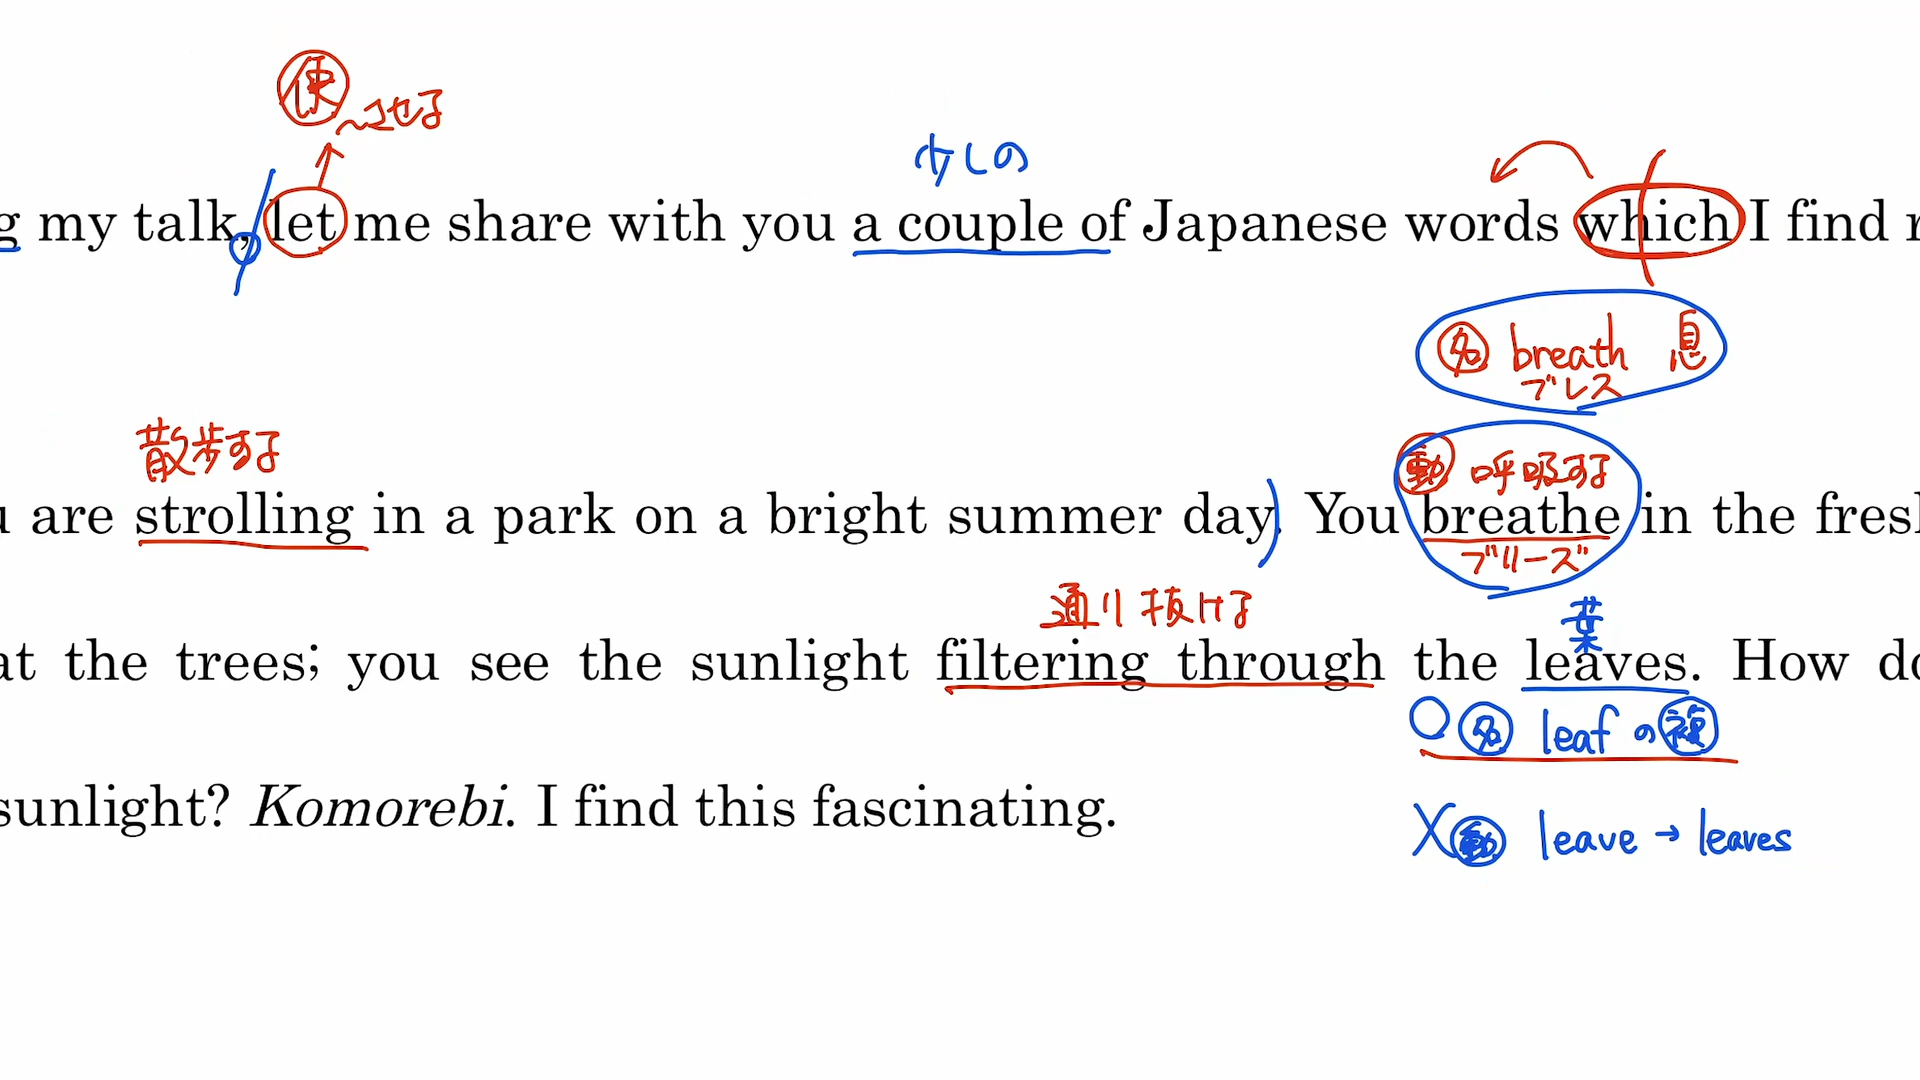 使
～させる
少しの
g my talk, let me share with you a couple of Japanese words which I find r
名 breath 息
ブレス
散歩する
動 呼吸する
u are strolling in a park on a bright summer day. You breathe in the fresh
ブリーズ
通り抜ける
葉
at the trees; you see the sunlight filtering through the leaves. How do
○名 leaf の複
sunlight? Komorebi. I find this fascinating.
X動 leave → leaves